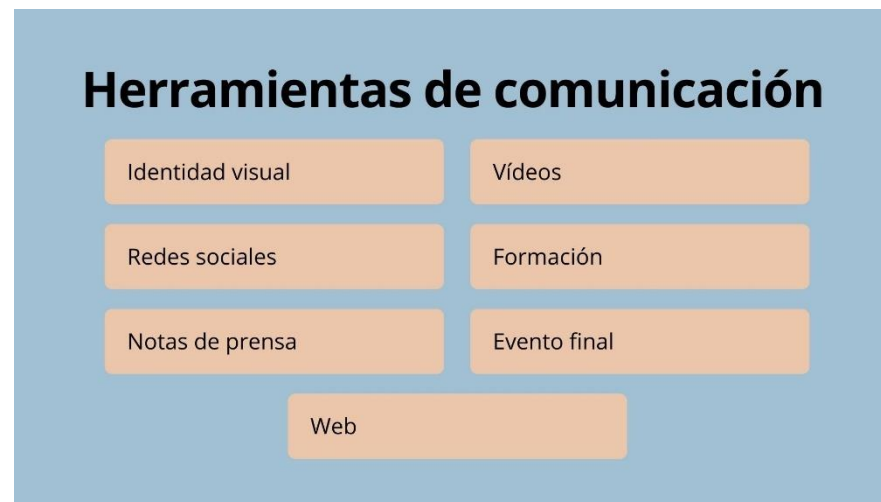 Herramientas de comunicación
Identidad visual
Vídeos
Redes sociales
Formación
Notas de prensa
Evento final
Web